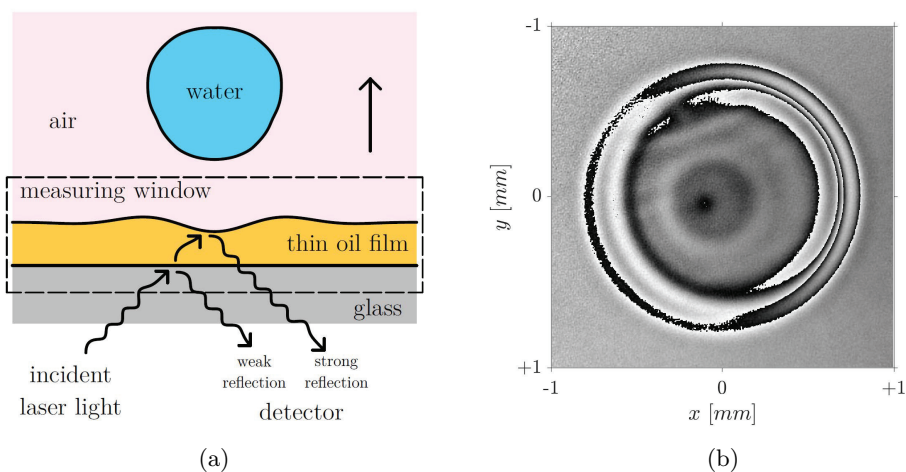 water
air
measuring window
thin oil film
glass
incident
laser light
weak
reflection
strong
reflection
detector
(a)
-1
0
+1
y [mm]
-1
0
+1
x [mm]
(b)